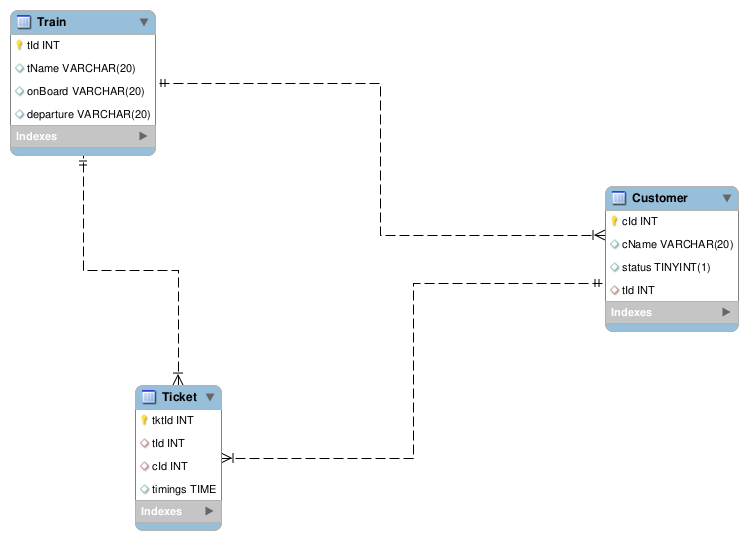 Train
tId INT
tName VARCHAR(20)
onBoard VARCHAR(20)
departure VARCHAR(20)
Indexes
Customer
cId INT
cName VARCHAR(20)
status TINYINT(1)
tId INT
Indexes
Ticket
tktId INT
tId INT
cId INT
timings TIME
Indexes